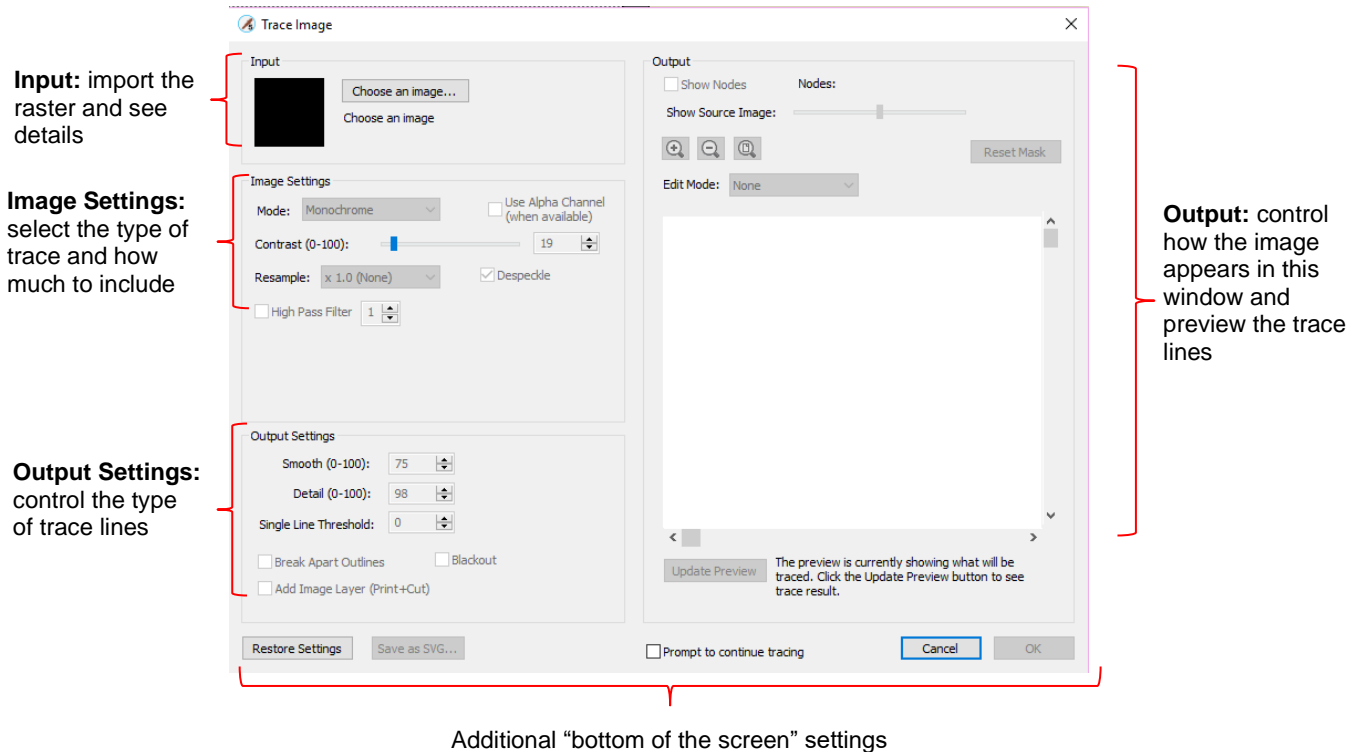 Trace Image
Input: import the
raster and see
details
Input
Choose an image...
Choose an image
Image Settings:
select the type of
trace and how
much to include
Image Settings
Mode: Monochrome
Use Alpha Channel
(when available)
Contrast (0-100): 19
Resample: x 1.0 (None) Despeckle
High Pass Filter 1
Output Settings:
control the type
of trace lines
Output Settings
Smooth (0-100): 75
Detail (0-100): 98
Single Line Threshold: 0
Break Apart Outlines Blackout
Add Image Layer (Print+Cut)
Restore Settings Save as SVG...
Output
Show Nodes Nodes:
Show Source Image:
Reset Mask
Edit Mode: None
Update Preview
The preview is currently showing what will be
traced. Click the Update Preview button to see
trace result.
Prompt to continue tracing Cancel OK
Output: control
how the image
appears in this
window and
preview the trace
lines
Additional “bottom of the screen” settings